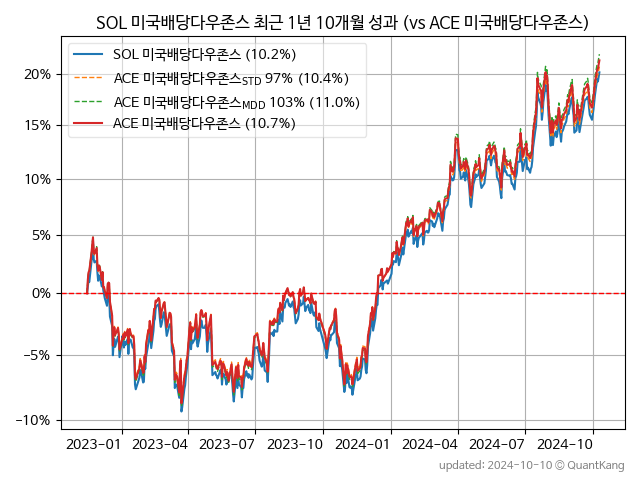 SOL 미국배당다우존스 최근 1년 10개월 성과 (vs ACE 미국배당다우존스)
SOL 미국배당다우존스 (10.2%)
ACE 미국배당다우존스STD 97% (10.4%)
ACE 미국배당다우존스MDD 103% (11.0%)
ACE 미국배당다우존스 (10.7%)
20%
15%
10%
5%
0%
−5%
−10%
2023-01 2023-04 2023-07 2023-10 2024-01 2024-04 2024-07 2024-10
updated: 2024-10-10 © QuantKang